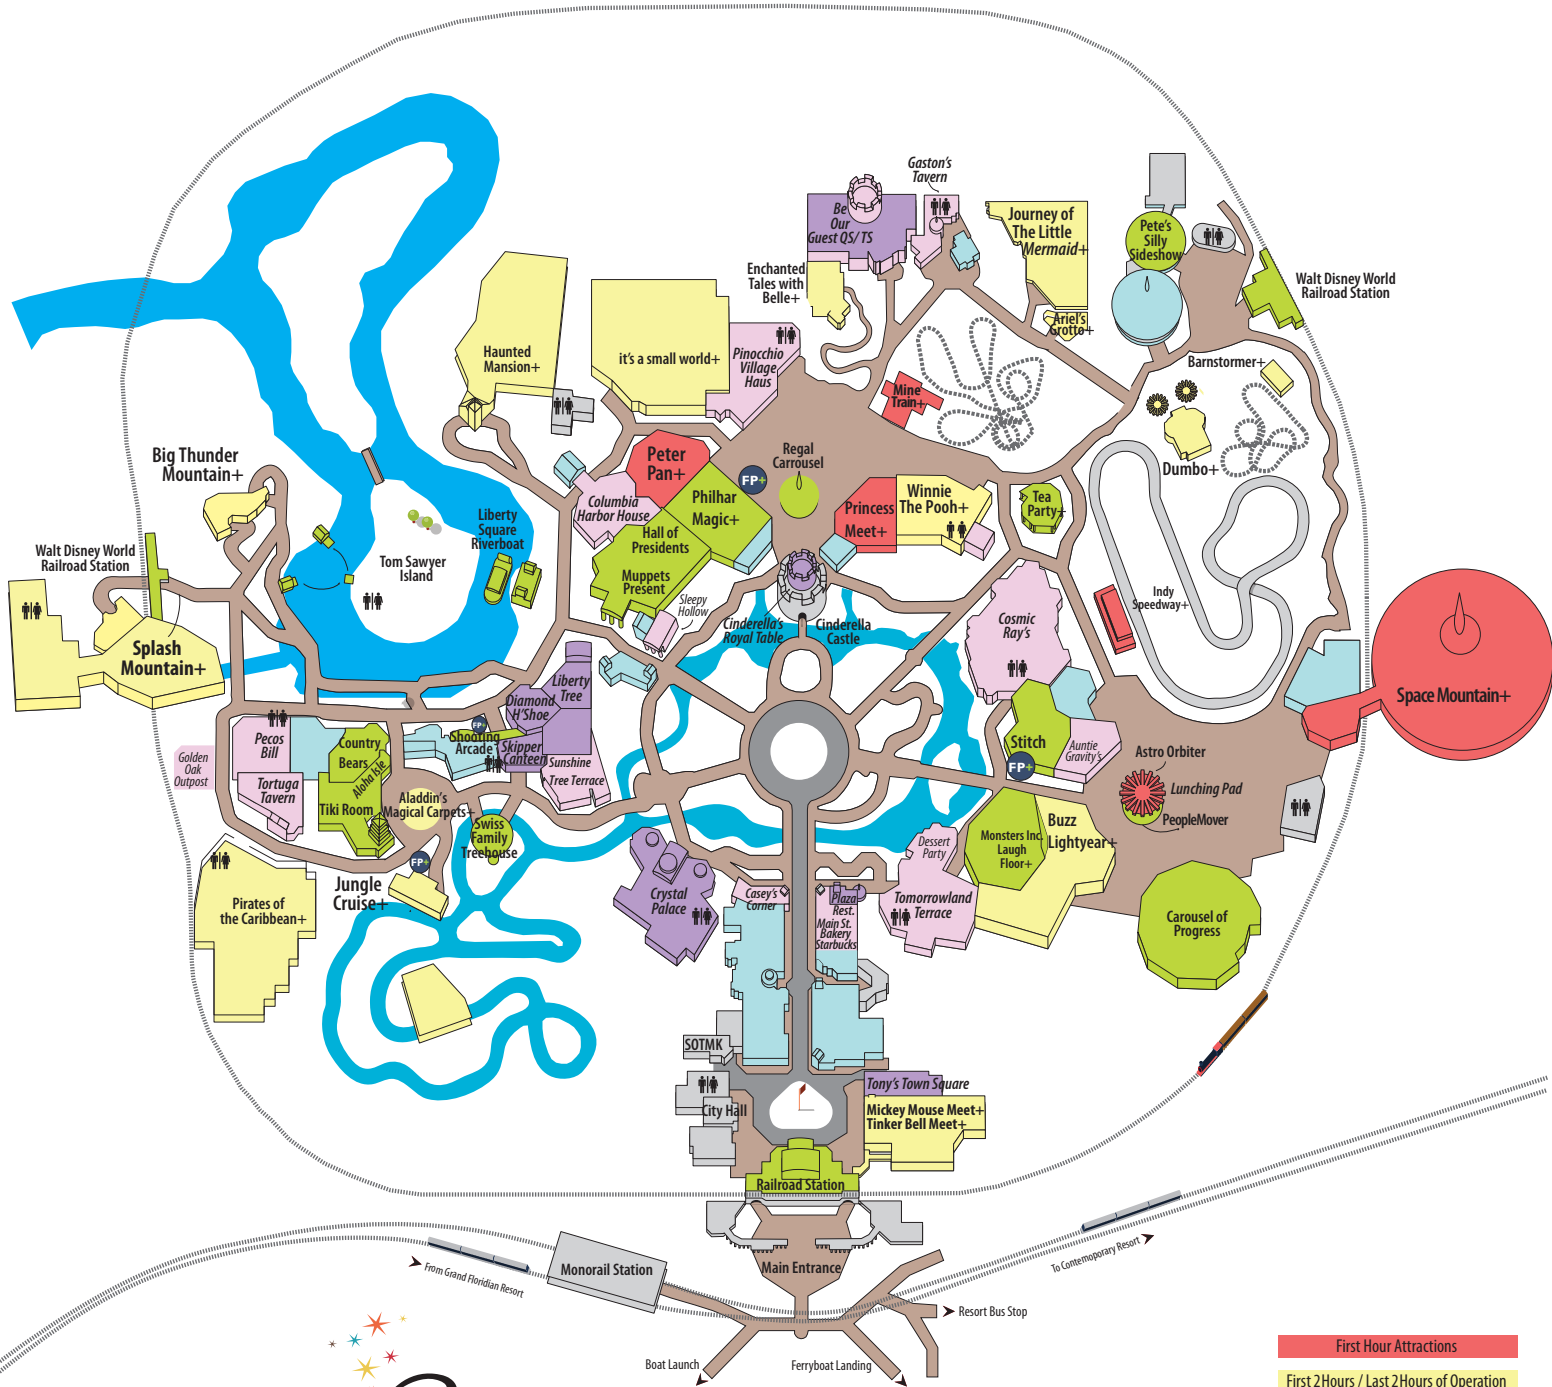 Gaston's
Tavern
Be
Our
Guest QS/ TS
Journey of
The Little
Mermaid+
Pete's
Silly
Sideshow
Enchanted
Tales with
Belle+
Walt Disney World
Railroad Station
Ariel's
Grotto+
Haunted
Mansion+
it's a small world+
Pinocchio
Village
Haus
Barnstormer+
Mine
Train+
Dumbo+
Big Thunder
Mountain+
Peter
Pan+
Regal
Carrousel
FP+
Columbia
Harbor House
Philhar
Magic+
Princess
Meet+
Winnie
The Pooh+
Tea
Party+
Liberty
Square
Riverboat
Hall of
Presidents
Walt Disney World
Railroad Station
Tom Sawyer
Island
Muppets
Present
Sleepy
Hollow
Indy
Speedway+
Cinderella's
Royal Table
Cinderella
Castle
Cosmic
Ray's
Splash
Mountain+
Liberty
Tree
Diamond
H'Shoe
Space Mountain+
Pecos
Bill
Country
Bears
FP+
Shooting
Arcade
Skipper
Canteen
Sunshine
Tree Terrace
Stitch
Auntie
Gravity's
FP+
Astro Orbiter
Golden
Oak
Outpost
Tortuga
Tavern
Aloha Isle
Tiki Room
Aladdin's
Magical Carpets+
Lunching Pad
PeopleMover
Swiss
Family
Treehouse
Buzz
Lightyear+
Monsters Inc.
Laugh
Floor+
Dessert
Party
FP+
Jungle
Cruise+
Crystal
Palace
Casey's
Corner
Plaza
Rest.
Main St.
Bakery
Starbucks
Tomorrowland
Terrace
Pirates of
the Caribbean+
Carousel of
Progress
SOTMK
City Hall
Tony's Town Square
Mickey Mouse Meet+
Tinker Bell Meet+
Railroad Station
Main Entrance
Monorail Station
From Grand Floridian Resort
To Contemoporary Resort
Resort Bus Stop
Boat Launch
Ferryboat Landing
First Hour Attractions
First 2Hours / Last 2Hours of Operation